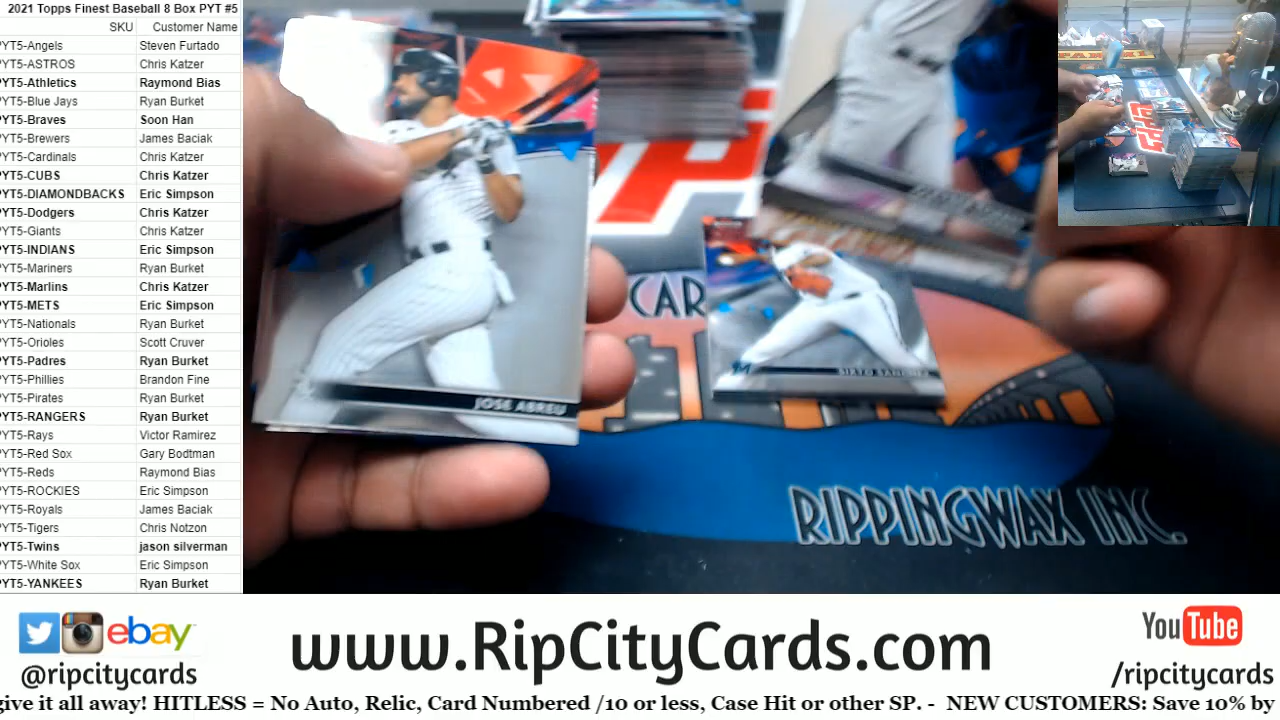 2021 Topps Finest Baseball 8 Box PYT #5
SKU Customer Name
PYT5-Angels Steven Furtado
PYT5-ASTROS Chris Katzer
PYT5-Athletics Raymond Bias
PYT5-Blue Jays Ryan Burket
PYT5-Braves Soon Han
PYT5-Brewers James Baciak
PYT5-Cardinals Chris Katzer
PYT5-CUBS Chris Katzer
PYT5-DIAMONDBACKS Eric Simpson
PYT5-Dodgers Chris Katzer
PYT5-Giants Chris Katzer
PYT5-INDIANS Eric Simpson
PYT5-Mariners Ryan Burket
PYT5-Marlins Chris Katzer
PYT5-METS Eric Simpson
PYT5-Nationals Ryan Burket
PYT5-Orioles Scott Cruver
PYT5-Padres Ryan Burket
PYT5-Phillies Brandon Fine
PYT5-Pirates Ryan Burket
PYT5-RANGERS Ryan Burket
PYT5-Rays Victor Ramirez
PYT5-Red Sox Gary Bodtman
PYT5-Reds Raymond Bias
PYT5-ROCKIES Eric Simpson
PYT5-Royals James Baciak
PYT5-Tigers Chris Notzon
PYT5-Twins jason silverman
PYT5-White Sox Eric Simpson
PYT5-YANKEES Ryan Burket
JOSE ABREU
CAR
SIXTO SANCHEZ
RIPPINGWAX INC.
ebay
@ripcitycards
www.RipCityCards.com
YouTube
/ripcitycards
give it all away! HITLESS = No Auto, Relic, Card Numbered /10 or less, Case Hit or other SP. - NEW CUSTOMERS: Save 10% by